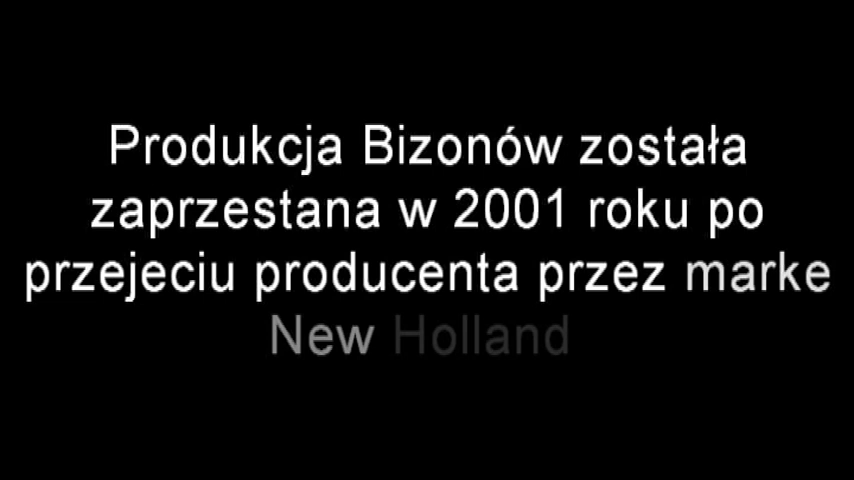 Produkcja Bizonów została
zaprzestana w 2001 roku po
przejeciu producenta przez marke
New Holland